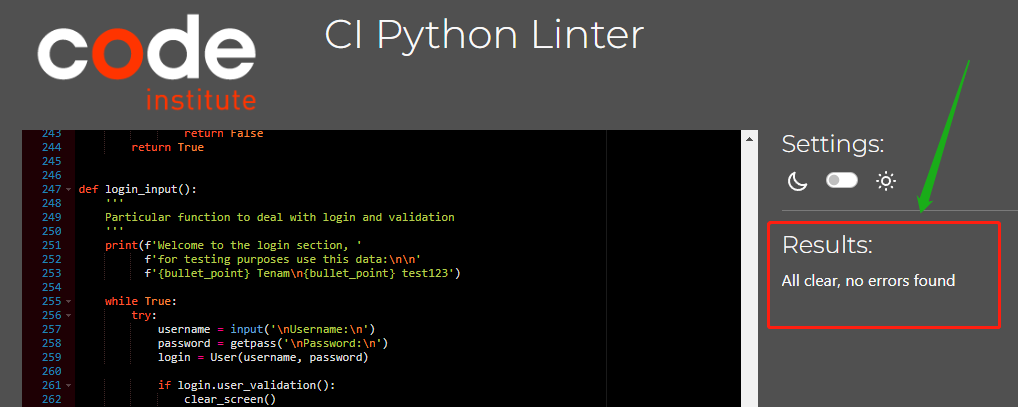 code
institute
CI Python Linter
243 return False
244 return True
245
246
247 def login_input():
248 '''
249 Particular function to deal with login and validation
250 '''
251 print(f'Welcome to the login section, '
252 f'for testing purposes use this data:\n\n'
253 f'{bullet_point} Tenam\n{bullet_point} test123')
254
255 while True:
256 try:
257 username = input('\nUsername:\n')
258 password = getpass('\nPassword:\n')
259 login = User(username, password)
260
261 if login.user_validation():
262 clear_screen()
Settings:
Results:
All clear, no errors found